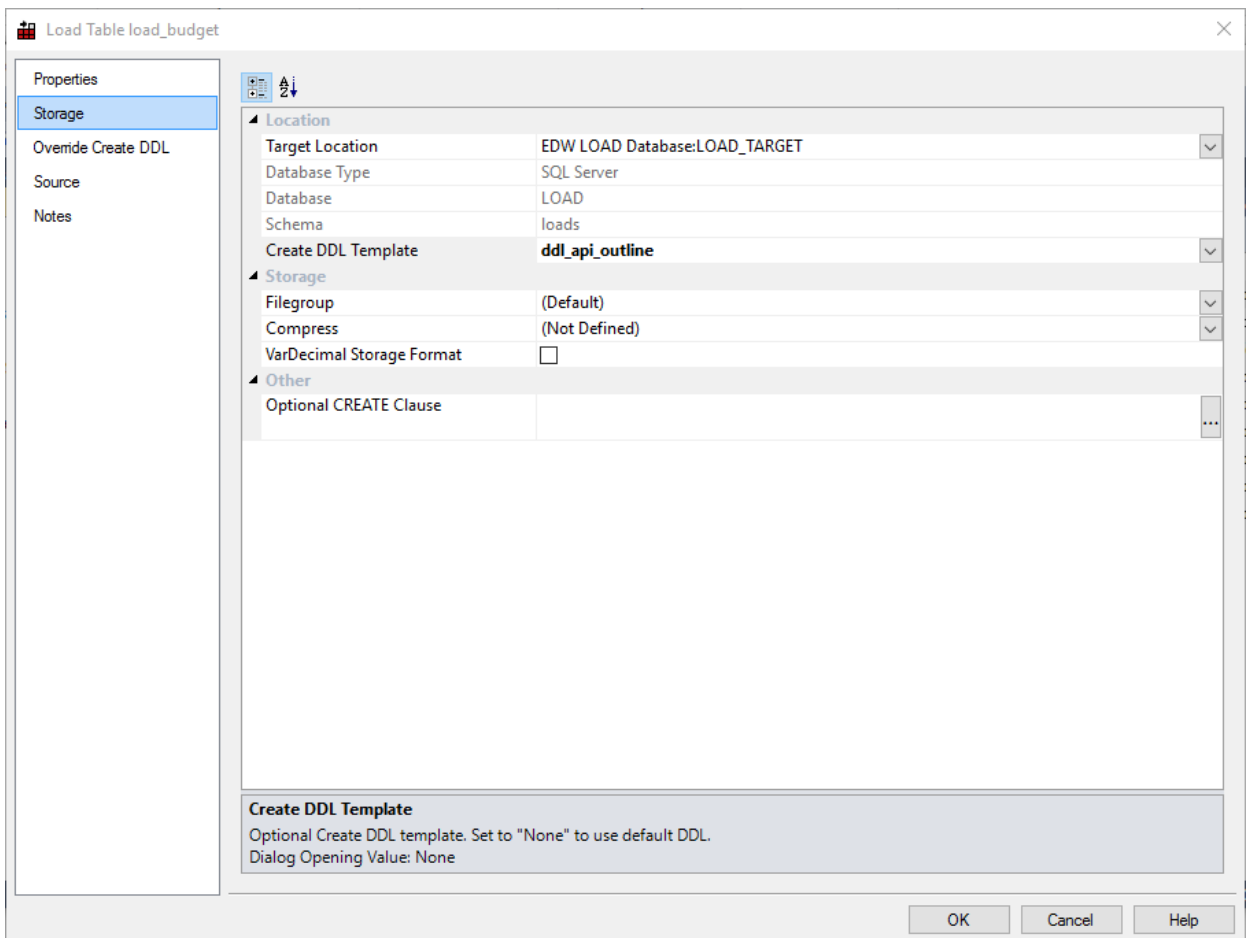 Load Table load_budget
Properties
Storage
Override Create DDL
Source
Notes
Location
Target Location EDW LOAD Database:LOAD_TARGET
Database Type SQL Server
Database LOAD
Schema loads
Create DDL Template ddl_api_outline
Storage
Filegroup (Default)
Compress (Not Defined)
VarDecimal Storage Format
Other
Optional CREATE Clause
...
Create DDL Template
Optional Create DDL template. Set to "None" to use default DDL.
Dialog Opening Value: None
OK Cancel Help